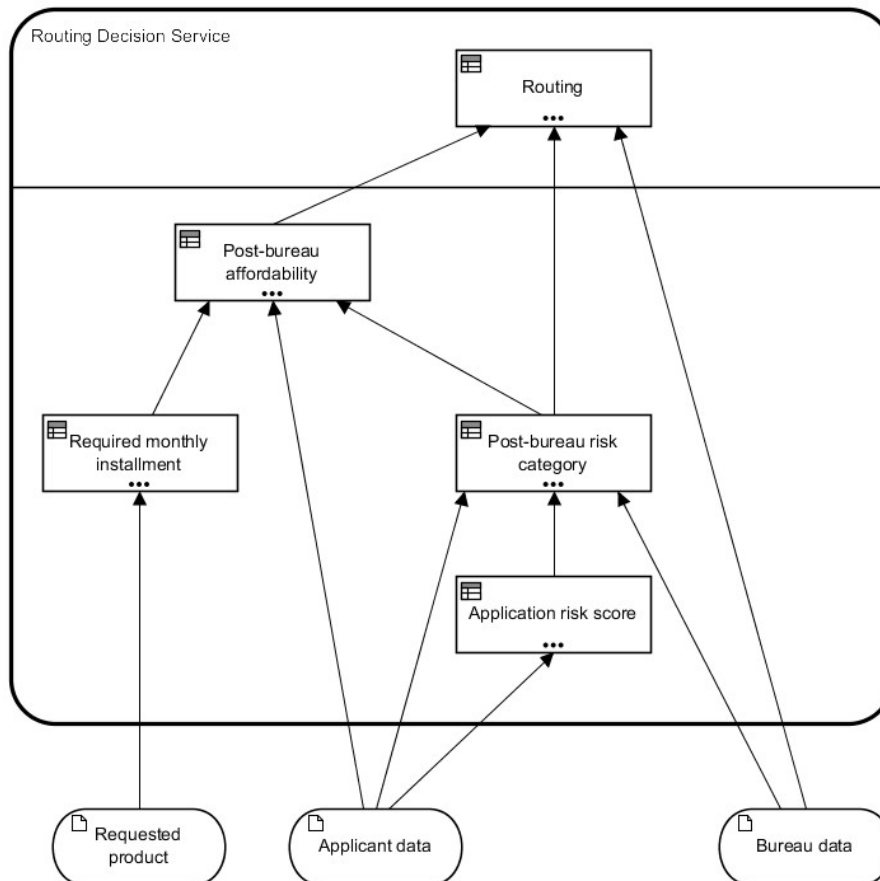 Routing Decision Service
Routing
Post-bureau
affordability
Required monthly
installment
Post-bureau risk
category
Application risk score
Requested
product
Applicant data
Bureau data